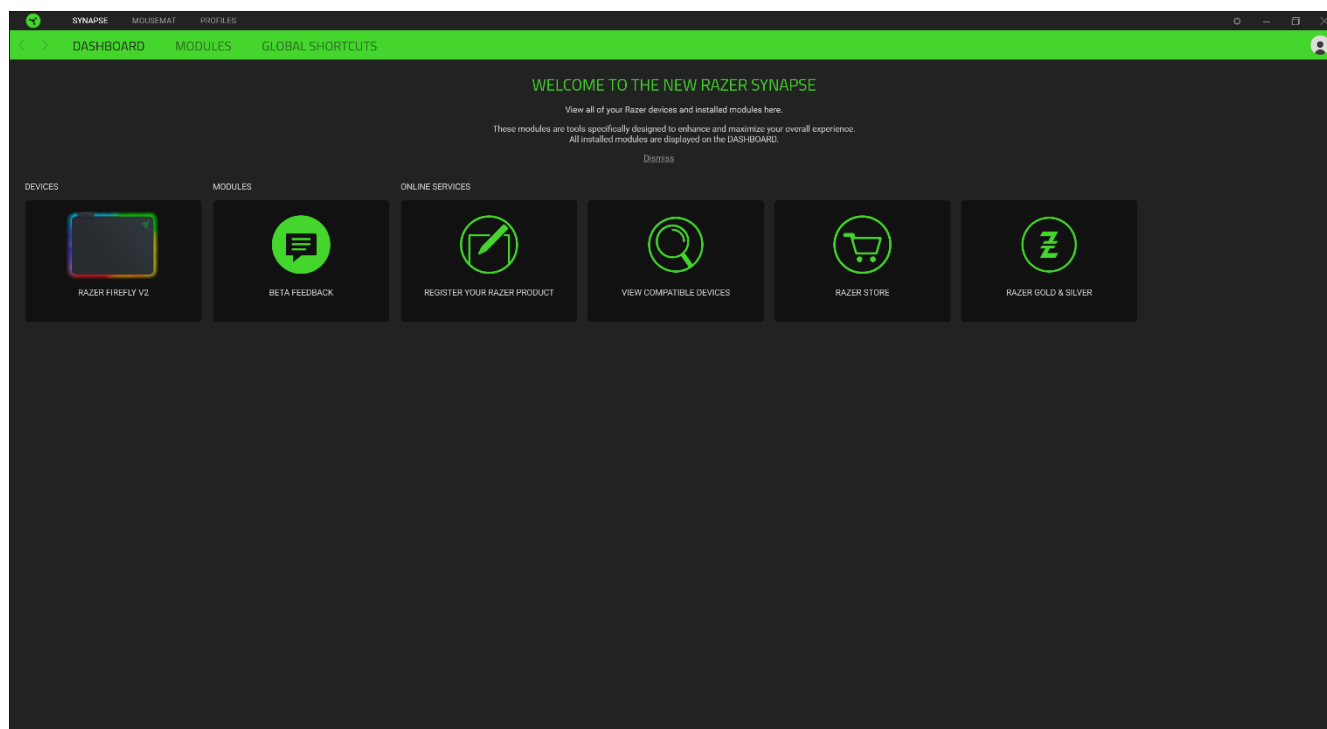 SYNAPSE MOUSEMAT PROFILES
DASHBOARD MODULES GLOBAL SHORTCUTS
WELCOME TO THE NEW RAZER SYNAPSE
View all of your Razer devices and installed modules here.
These modules are tools specifically designed to enhance and maximize your overall experience.
All installed modules are displayed on the DASHBOARD.
Dismiss
DEVICES MODULES ONLINE SERVICES
RAZER FIREFLY V2 BETA FEEDBACK REGISTER YOUR RAZER PRODUCT VIEW COMPATIBLE DEVICES RAZER STORE RAZER GOLD & SILVER